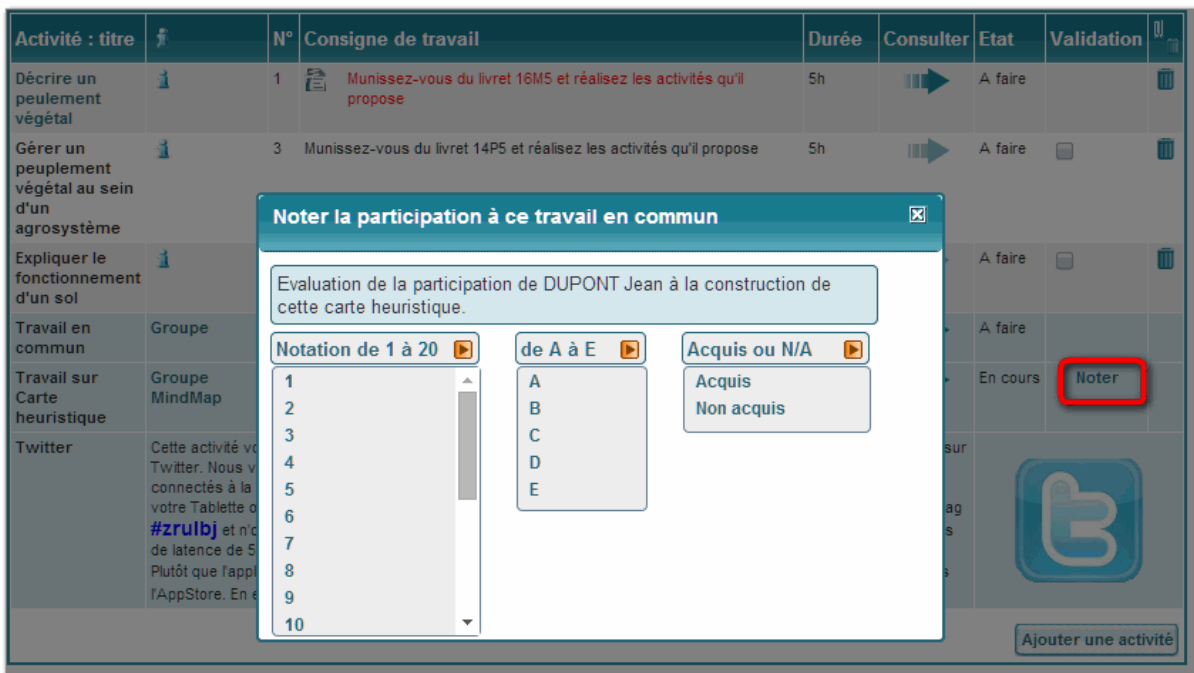 Activité : titre N° Consigne de travail Durée Consulter Etat Validation
Décrire un peulement végétal 1 Munissez-vous du livret 16M5 et réalisez les activités qu'il propose 5h A faire
Gérer un peuplement végétal au sein d'un agrosystème 3 Munissez-vous du livret 14P5 et réalisez les activités qu'il propose 5h A faire
Expliquer le fonctionnement d'un sol A faire
Travail en commun Groupe A faire
Travail sur Carte heuristique Groupe MindMap En cours Noter
Twitter
Cette activité
Twitter. Nous
connectés à la
votre Tablette
#zrulbj et
de latence de 5
Plutôt que
l'AppStore. En
sur
Ajouter une activité
Noter la participation à ce travail en commun
Evaluation de la participation de DUPONT Jean à la construction de
cette carte heuristique.
Notation de 1 à 20
1
2
3
4
5
6
7
8
9
10
de A à E
A
B
C
D
E
Acquis ou N/A
Acquis
Non acquis